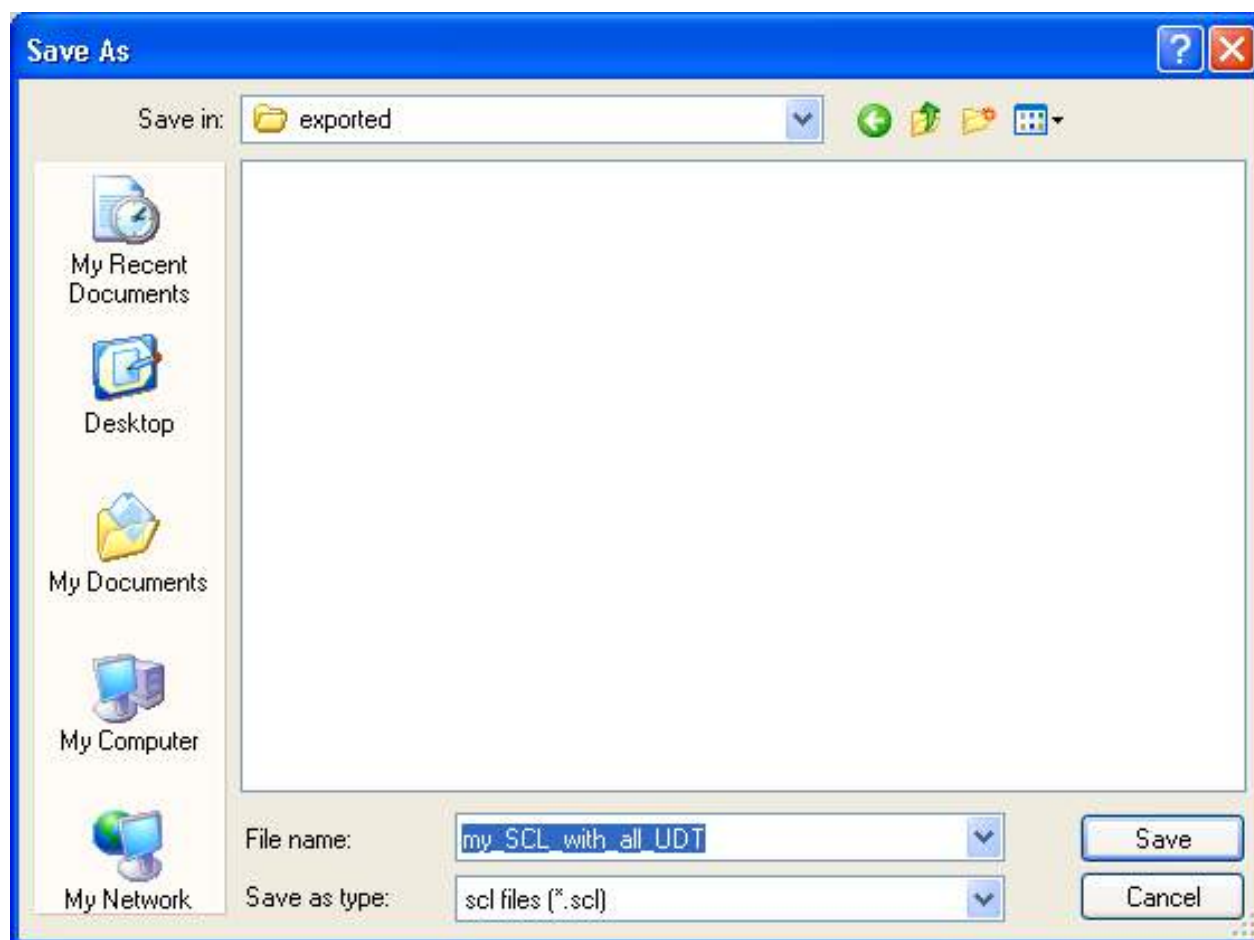 Save As
Save in:
exported
My Recent
Documents
Desktop
My Documents
My Computer
My Network
File name:
my_SCL_with_all_UDT
Save
Save as type:
scl files (*.scl)
Cancel